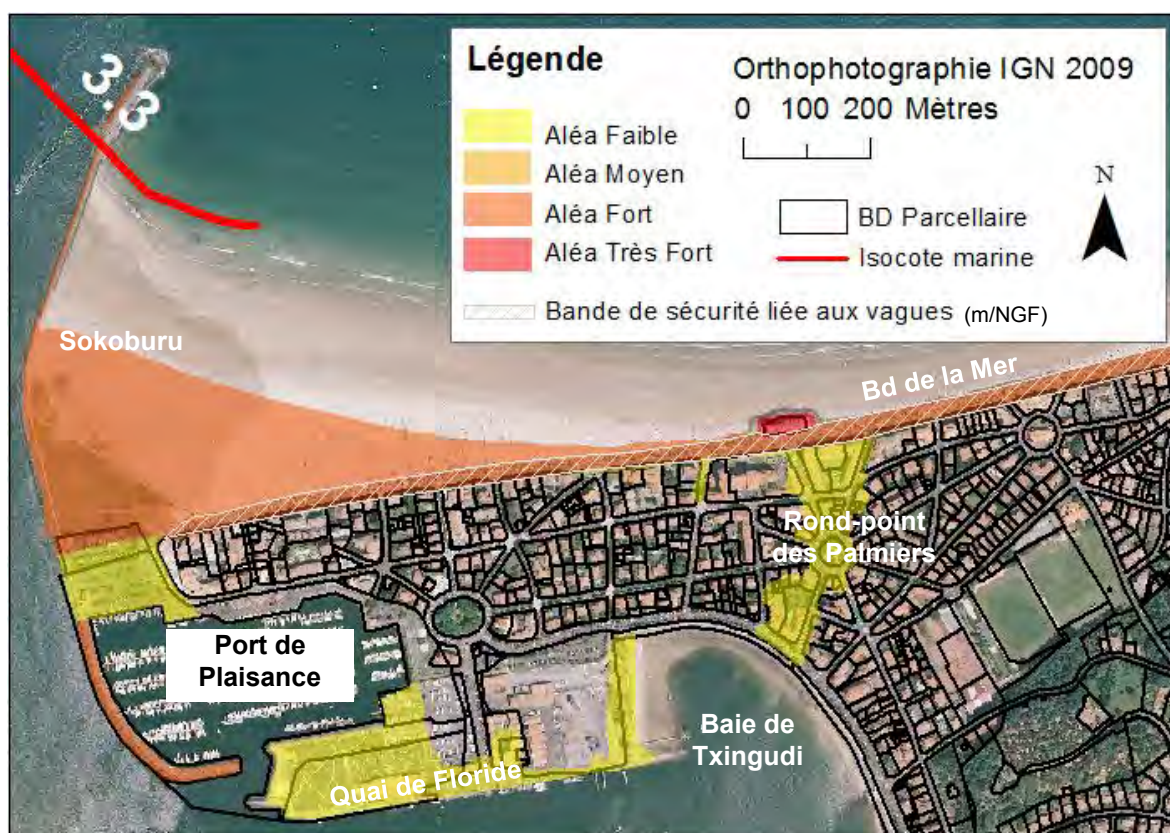 3.3
Légende
Orthophotographie IGN 2009
0 100 200 Mètres
Aléa Faible
Aléa Moyen
Aléa Fort
Aléa Très Fort
N
BD Parcellaire
Isocote marine
Bande de sécurité liée aux vagues (m/NGF)
Sokoburu
Bd de la Mer
Rond-point
des Palmiers
Port de
Plaisance
Baie de
Txingudi
Quai de Floride